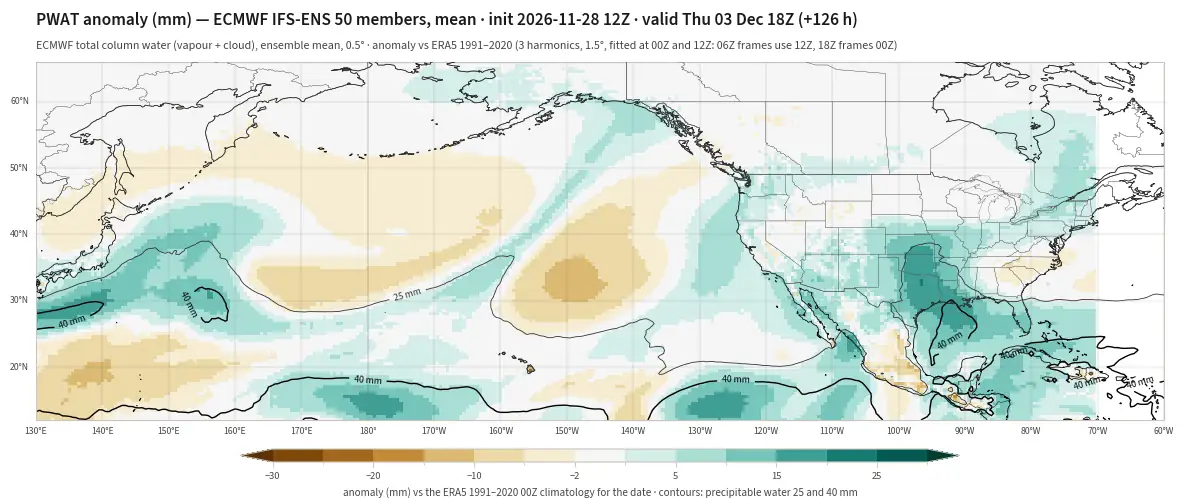 PWAT anomaly (mm) — ECMWF IFS-ENS 50 members, mean · init 2026-11-28 12Z · valid Thu 03 Dec 18Z (+126 h)
ECMWF total column water (vapour + cloud), ensemble mean, 0.5° · anomaly vs ERA5 1991–2020 (3 harmonics, 1.5°, fitted at 00Z and 12Z: 06Z frames use 12Z, 18Z frames 00Z)
60°N
50°N
40°N
30°N
20°N
25 mm
40 mm
40 mm
40 mm
40 mm
40 mm
40 mm
40 mm
40 mm
130°E 140°E 150°E 160°E 170°E 180° 170°W 160°W 150°W 140°W 130°W 120°W 110°W 100°W 90°W 80°W 70°W 60°W
−30 −20 −10 −2 5 15 25
anomaly (mm) vs the ERA5 1991–2020 00Z climatology for the date · contours: precipitable water 25 and 40 mm